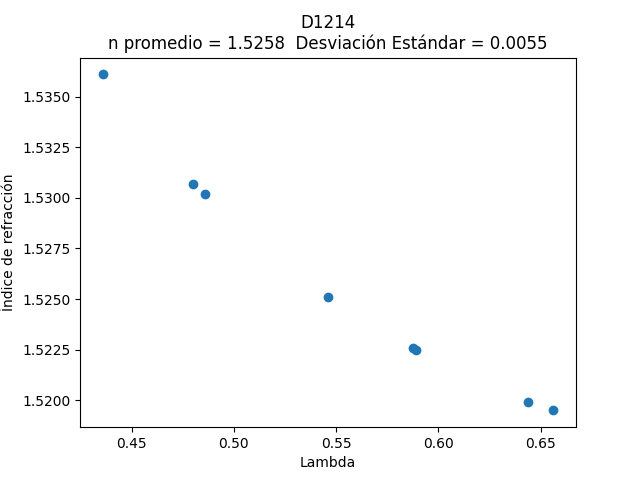 D1214
n promedio = 1.5258  Desviación Estándar = 0.0055
1.5350
1.5325
1.5300
1.5275
1.5250
1.5225
1.5200
Índice de refracción
0.45 0.50 0.55 0.60 0.65
Lambda